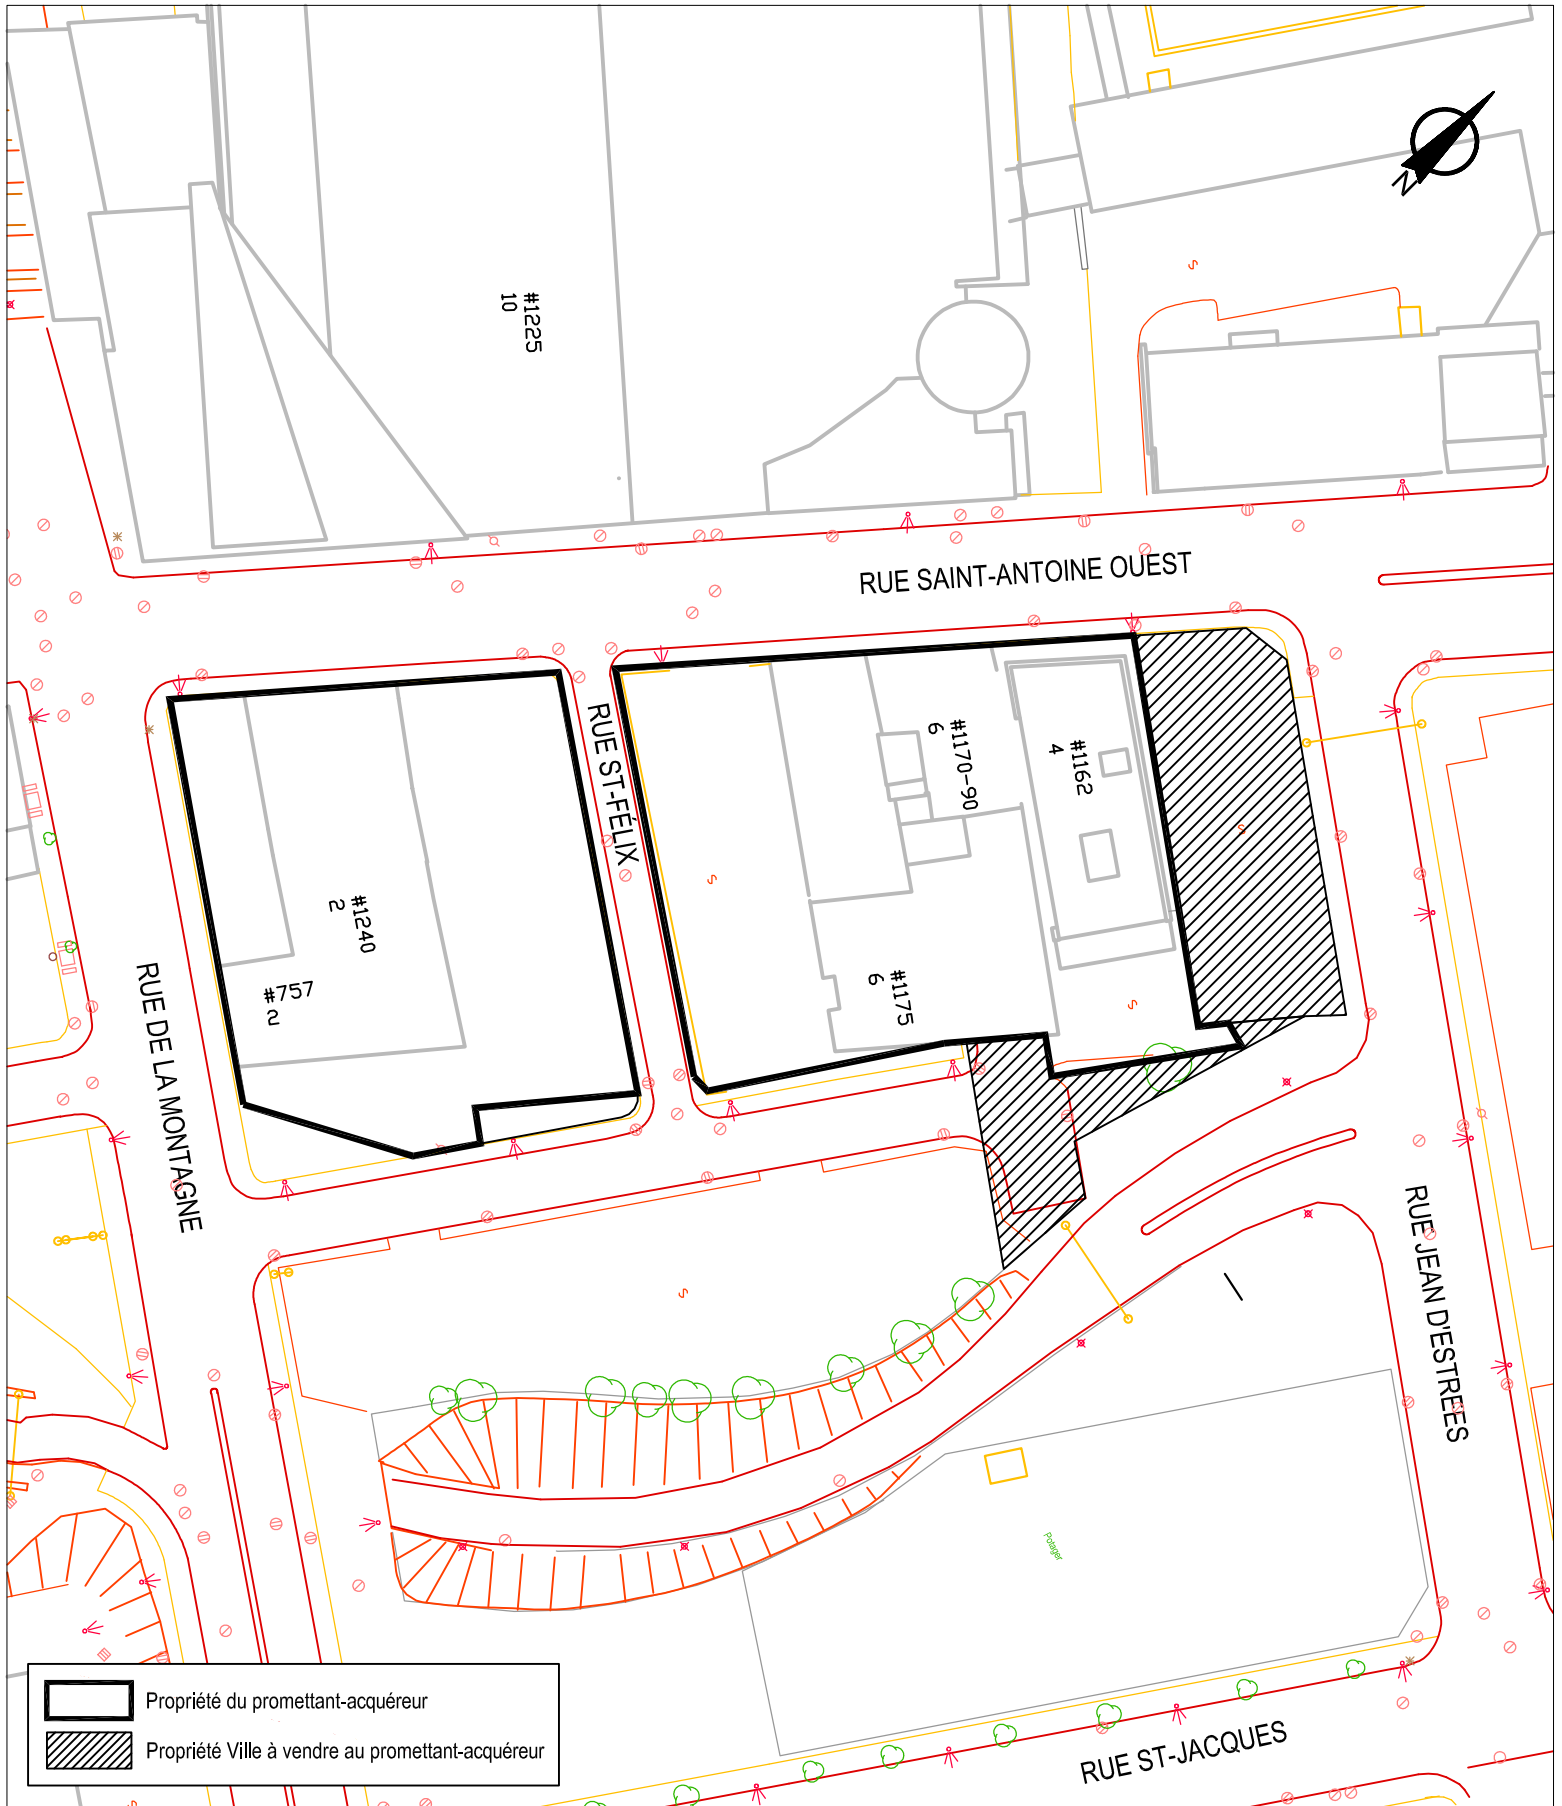 N
#1225
10
RUE SAINT-ANTOINE OUEST
RUE ST-FÉLIX
#1170-90
6
#1162
4
#1240
2
#757
2
#1175
6
RUE DE LA MONTAGNE
RUE JEAN D'ESTREES
Potager
RUE ST-JACQUES
Propriété du promettant-acquéreur
Propriété Ville à vendre au promettant-acquéreur